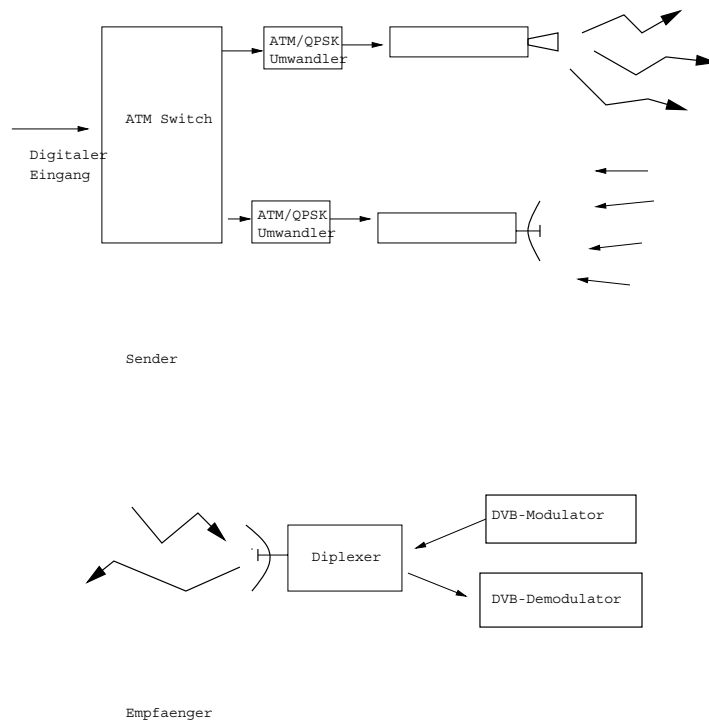 ATM/QPSK
Umwandler
ATM Switch
Digitaler
Eingang
ATM/QPSK
Umwandler
Sender
DVB-Modulator
Diplexer
DVB-Demodulator
Empfaenger